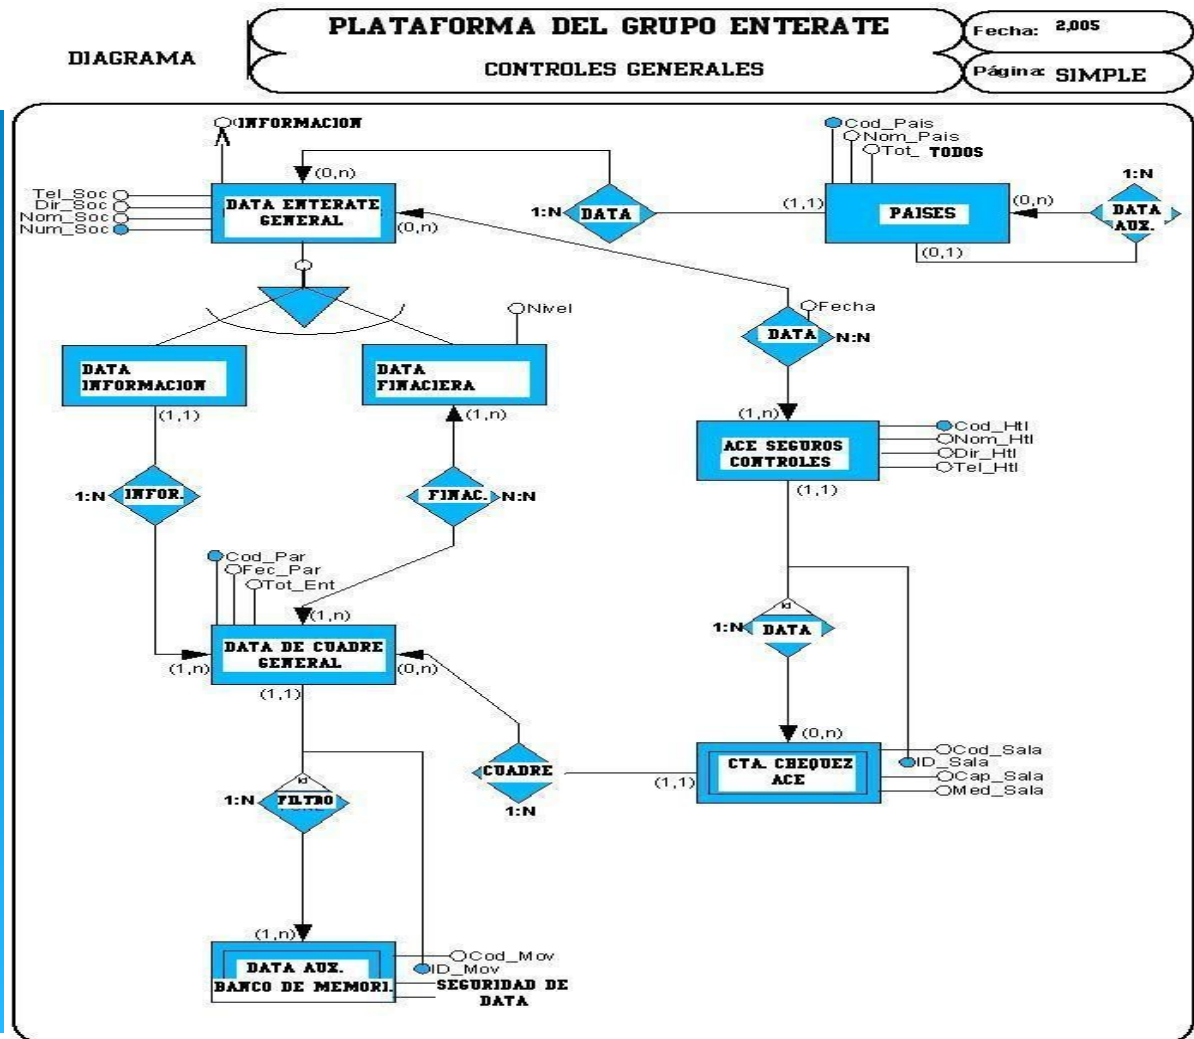 PLATAFORMA DEL GRUPO ENTERATE
Fecha: 2,005
DIAGRAMA
CONTROLES GENERALES
Página: SIMPLE
INFORMACION
Cod_Pais
Nom_Pais
Tot_ TODOS
(0,n)
1:N
Tel_Soc
Dir_Soc
Nom_Soc
Num_Soc
DATA ENTERATE
GENERAL
(0,n)
1:N
DATA
(1,1)
PAISES
(0,n)
(0,1)
DATA
AUX.
Nivel
Fecha
DATA
N:N
DATA
INFORMACION
(1,1)
DATA
FINACIERA
(1,n)
(1,n)
ACE SEGUROS
CONTROLES
(1,1)
Cod_Htl
Nom_Htl
Dir_Htl
Tel_Htl
1:N
INFOR.
FINAC.
N:N
Cod_Par
Fec_Par
Tot_Ent
(1,n)
DATA DE CUADRE
GENERAL
(1,n)
(0,n)
(1,1)
Id
1:N
DATA
(0,n)
CTA. CHEQUEZ
ACE
(1,1)
Cod_Sala
ID_Sala
Cap_Sala
Med_Sala
CUADRE
1:N
Id
1:N
FILTRO
(1,n)
DATA AUX.
BANCO DE MEMORI.
Cod_Mov
ID_Mov
SEGURIDAD DE
DATA